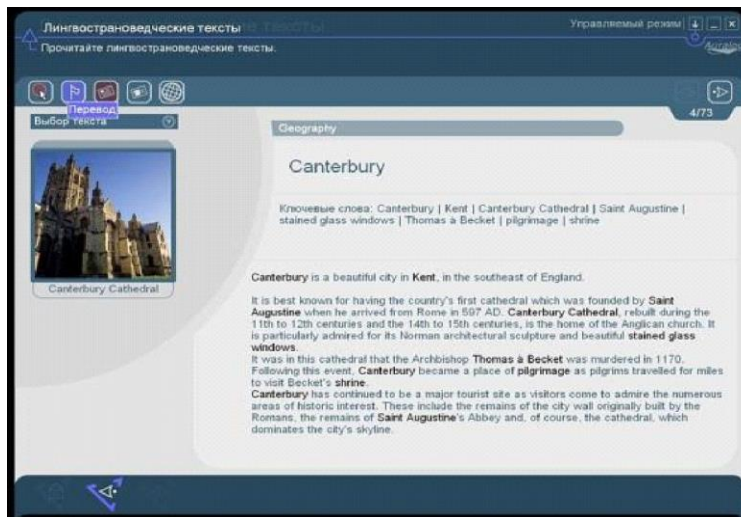 Лингвострановедческие тексты
Управляемый режим
Прочитайте лингвострановедческие тексты.
Auralog
Перевод
Выбор текста
?
4/73
Geography
Canterbury
Ключевые слова: Canterbury | Kent | Canterbury Cathedral | Saint Augustine |
stained glass windows | Thomas à Becket | pilgrimage | shrine
Canterbury Cathedral
Canterbury is a beautiful city in Kent, in the southeast of England.
It is best known for having the country's first cathedral which was founded by Saint
Augustine when he arrived from Rome in 597 AD. Canterbury Cathedral, rebuilt during the
11th to 12th centuries and the 14th to 15th centuries, is the home of the Anglican church. It
is particularly admired for its Norman architectural sculpture and beautiful stained glass
windows.
It was in this cathedral that the Archbishop Thomas à Becket was murdered in 1170.
Following this event, Canterbury became a place of pilgrimage as pilgrims travelled for miles
to visit Becket's shrine.
Canterbury has continued to be a major tourist site as visitors come to admire the numerous
areas of historic interest. These include the remains of the city wall originally built by the
Romans, the remains of Saint Augustine's Abbey and, of course, the cathedral, which
dominates the city's skyline.